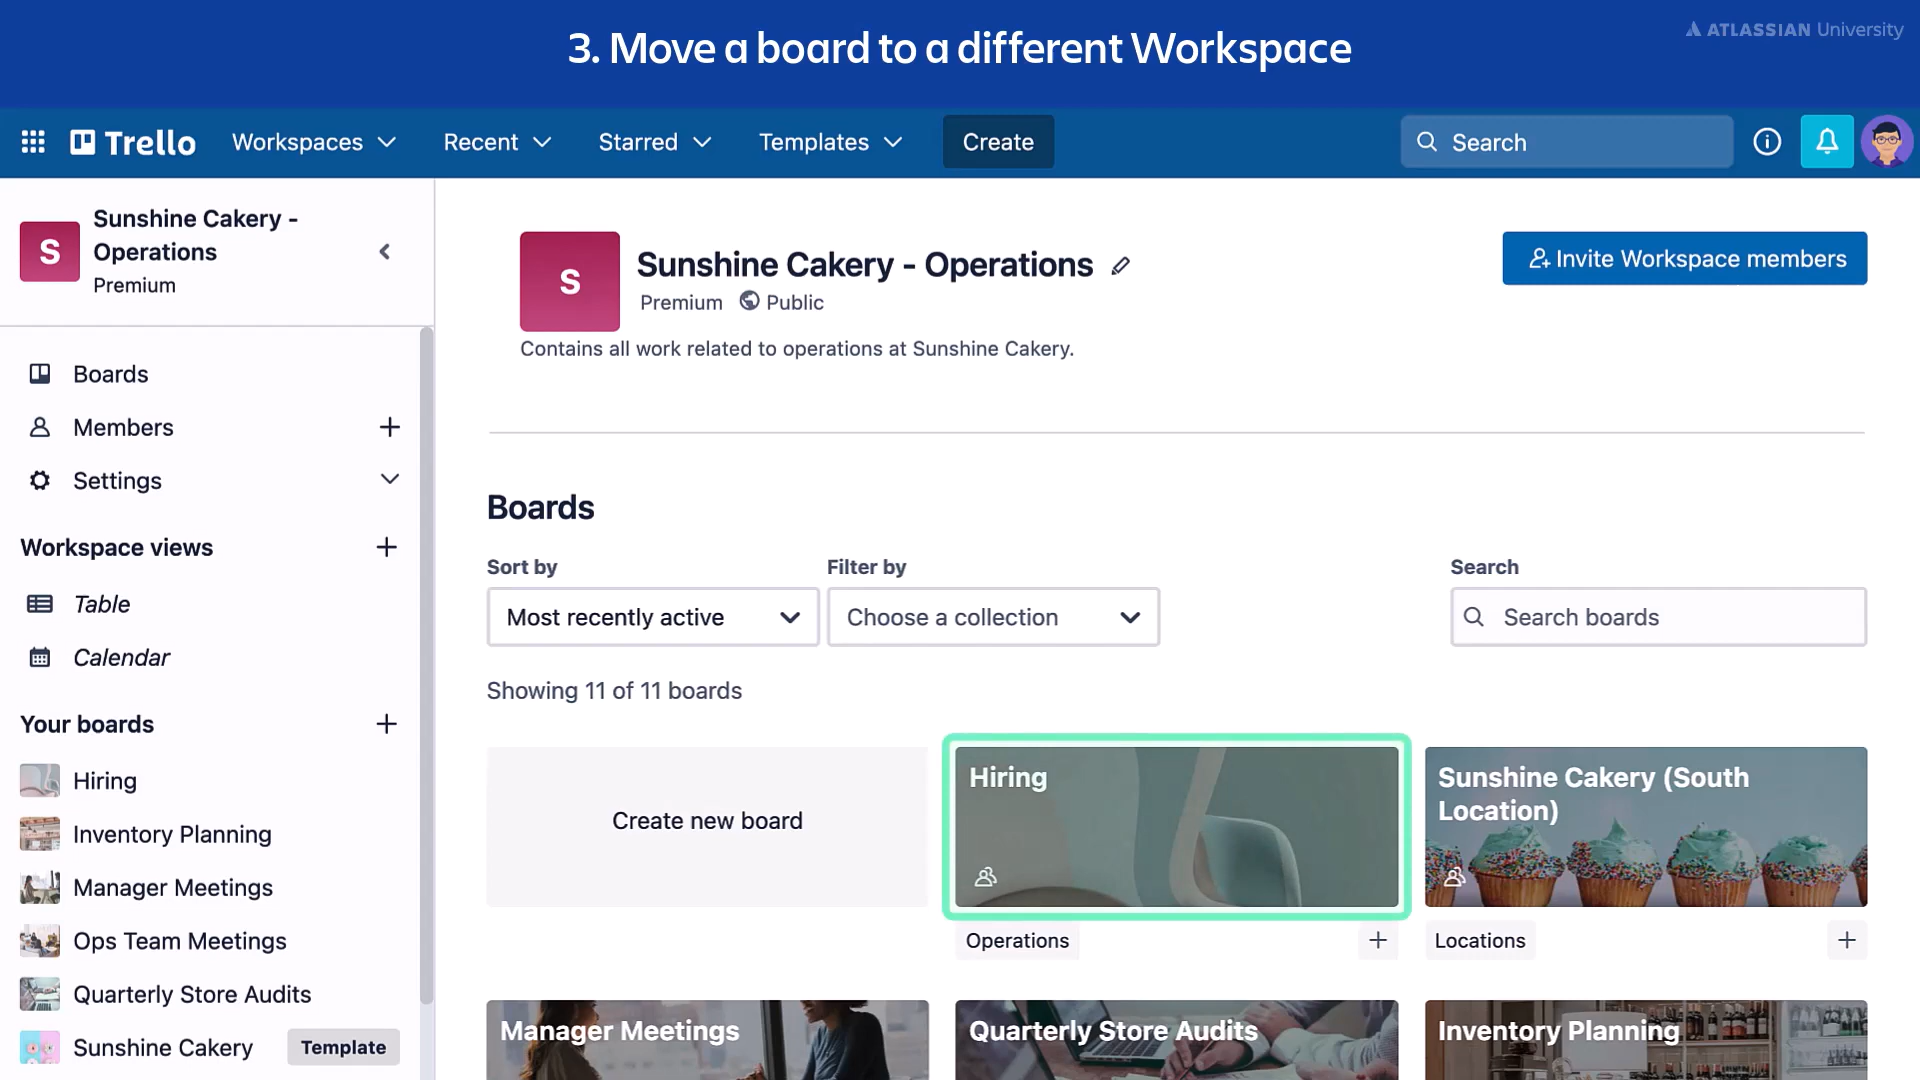 3. Move a board to a different Workspace
ATLASSIAN University
Trello
Workspaces
Recent
Starred
Templates
Create
Search
S
Sunshine Cakery -
Operations
Premium
Boards
Members
Settings
Workspace views
Table
Calendar
Your boards
Hiring
Inventory Planning
Manager Meetings
Ops Team Meetings
Quarterly Store Audits
Sunshine Cakery
Template
S
Sunshine Cakery - Operations
Premium
Public
Contains all work related to operations at Sunshine Cakery.
Invite Workspace members
Boards
Sort by
Filter by
Search
Most recently active
Choose a collection
Search boards
Showing 11 of 11 boards
Create new board
Hiring
Sunshine Cakery (South
Location)
Operations
Locations
Manager Meetings
Quarterly Store Audits
Inventory Planning